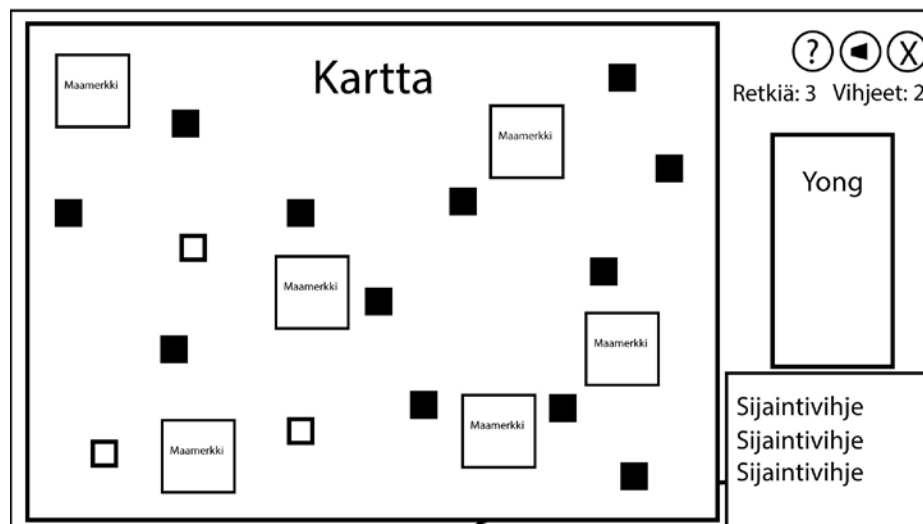 Kartta
Maamerkki
Maamerkki
Maamerkki
Maamerkki
Maamerkki
Maamerkki
? X
Retkiä: 3 Vihjeet: 2
Yong
Sijaintivihje
Sijaintivihje
Sijaintivihje